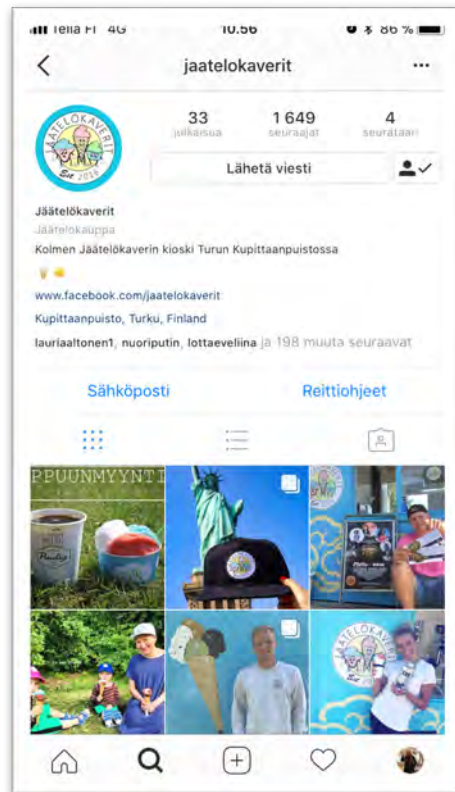 Telia FI 4G 10.56 86 %
jaatelokaverit
33 1 649 4
julkaisua seuraajat seurataan
JÄÄTELÖKAVERIT
Est 2016
Lähetä viesti
Jäätelökaverit
Jäätelökauppa
Kolmen Jäätelökaverin kioski Turun Kupittaanpuistossa
www.facebook.com/jaatelokaverit
Kupittaanpuisto, Turku, Finland
lauriaaltonen1, nuoriputin, lottaeveliina ja 198 muuta seuraavat
Sähköposti Reittiohjeet
PPUUNMYYNTI
Paulig
JÄÄTELÖKAVERIT